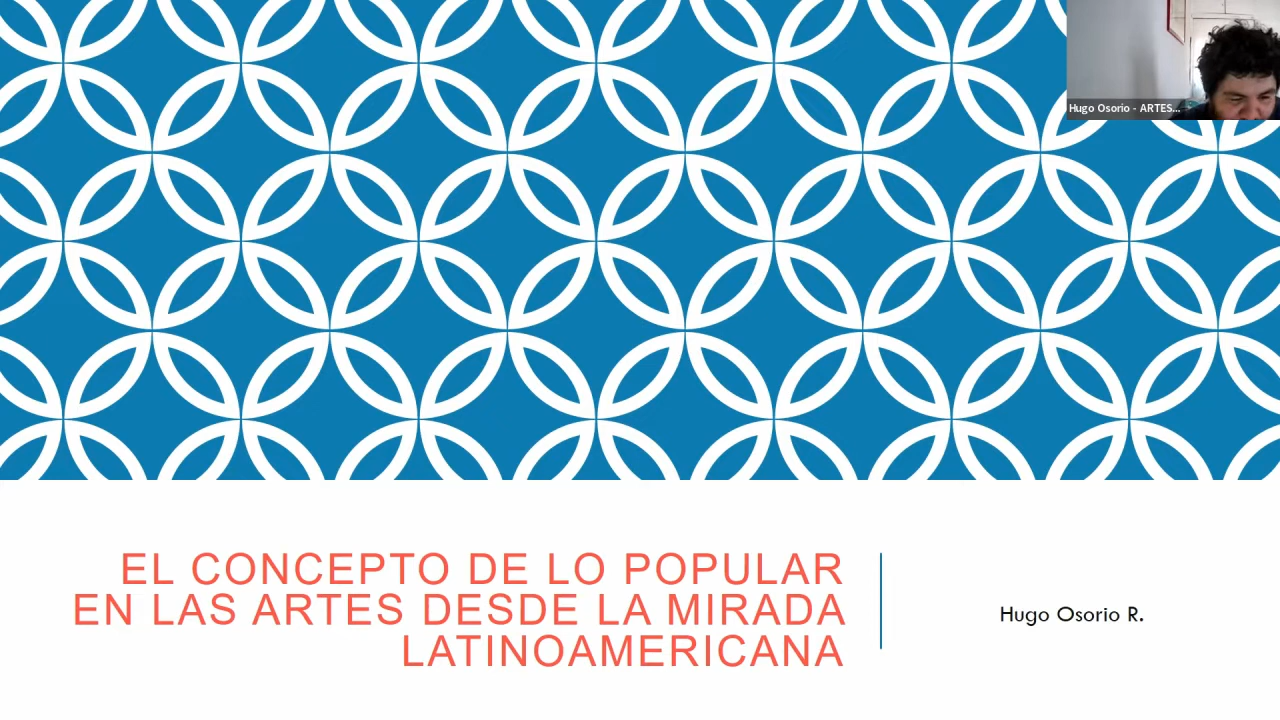 Hugo Osorio - ARTES...
EL CONCEPTO DE LO POPULAR
EN LAS ARTES DESDE LA MIRADA
LATINOAMERICANA
Hugo Osorio R.